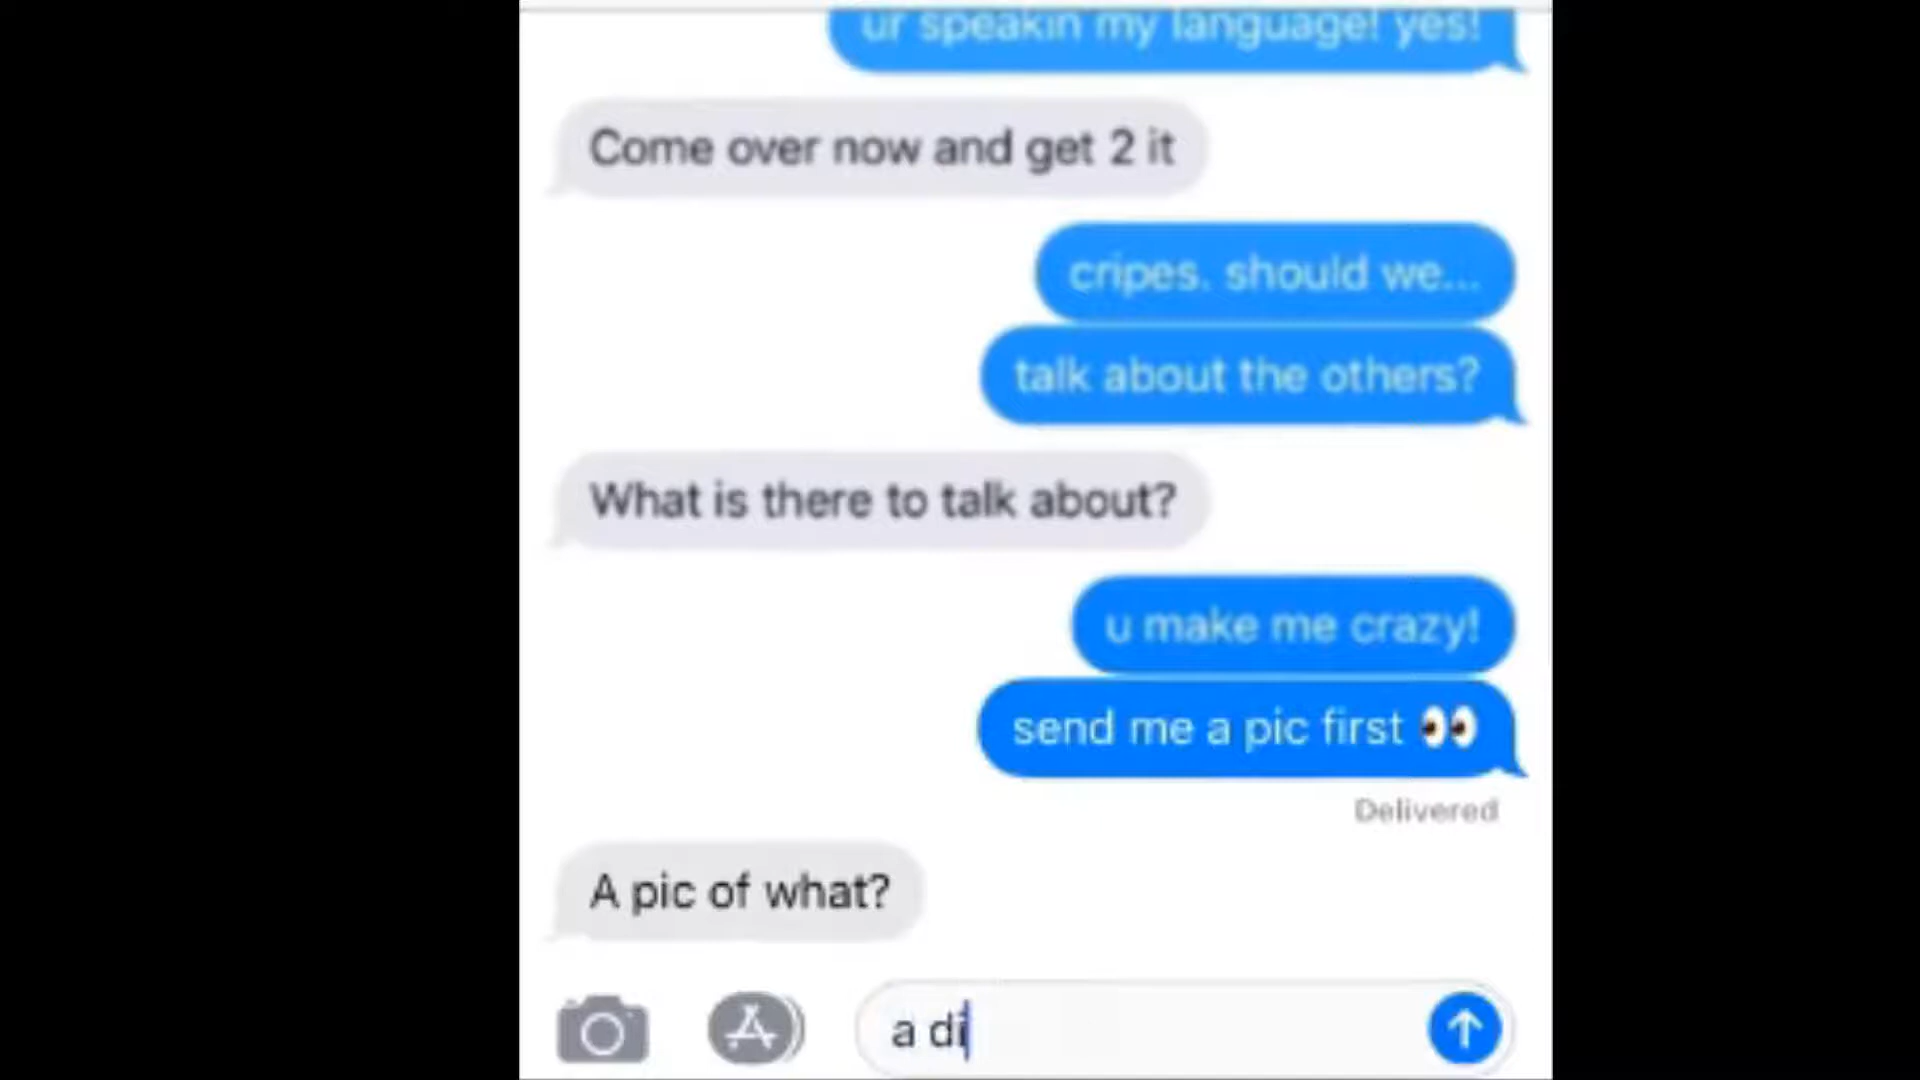 ur speakin my language! yes!
Come over now and get 2 it
cripes. should we...
talk about the others?
What is there to talk about?
u make me crazy!
send me a pic first 👀
Delivered
A pic of what?
a di